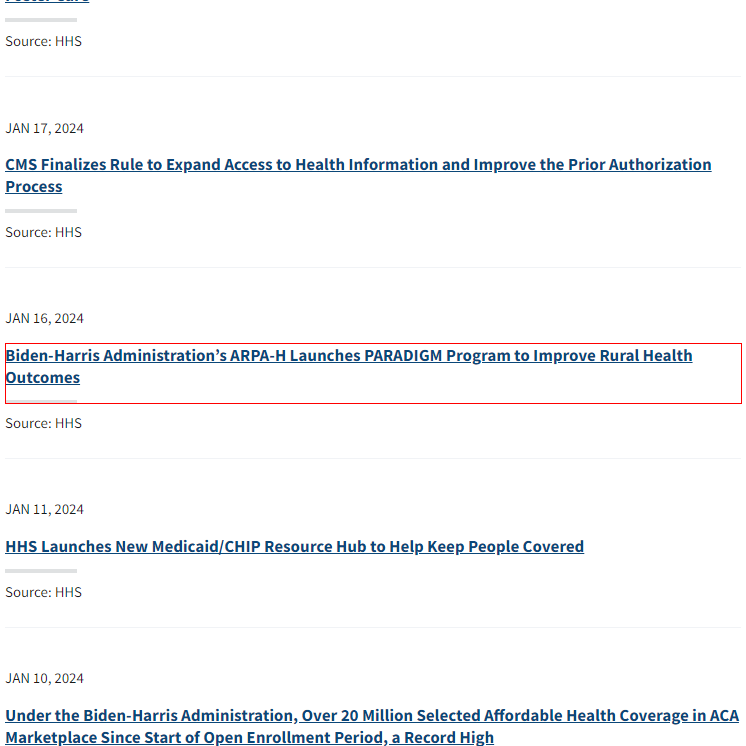 Source: HHS
JAN 17, 2024
CMS Finalizes Rule to Expand Access to Health Information and Improve the Prior Authorization
Process
Source: HHS
JAN 16, 2024
Biden-Harris Administration’s ARPA-H Launches PARADIGM Program to Improve Rural Health
Outcomes
Source: HHS
JAN 11, 2024
HHS Launches New Medicaid/CHIP Resource Hub to Help Keep People Covered
Source: HHS
JAN 10, 2024
Under the Biden-Harris Administration, Over 20 Million Selected Affordable Health Coverage in ACA
Marketplace Since Start of Open Enrollment Period, a Record High